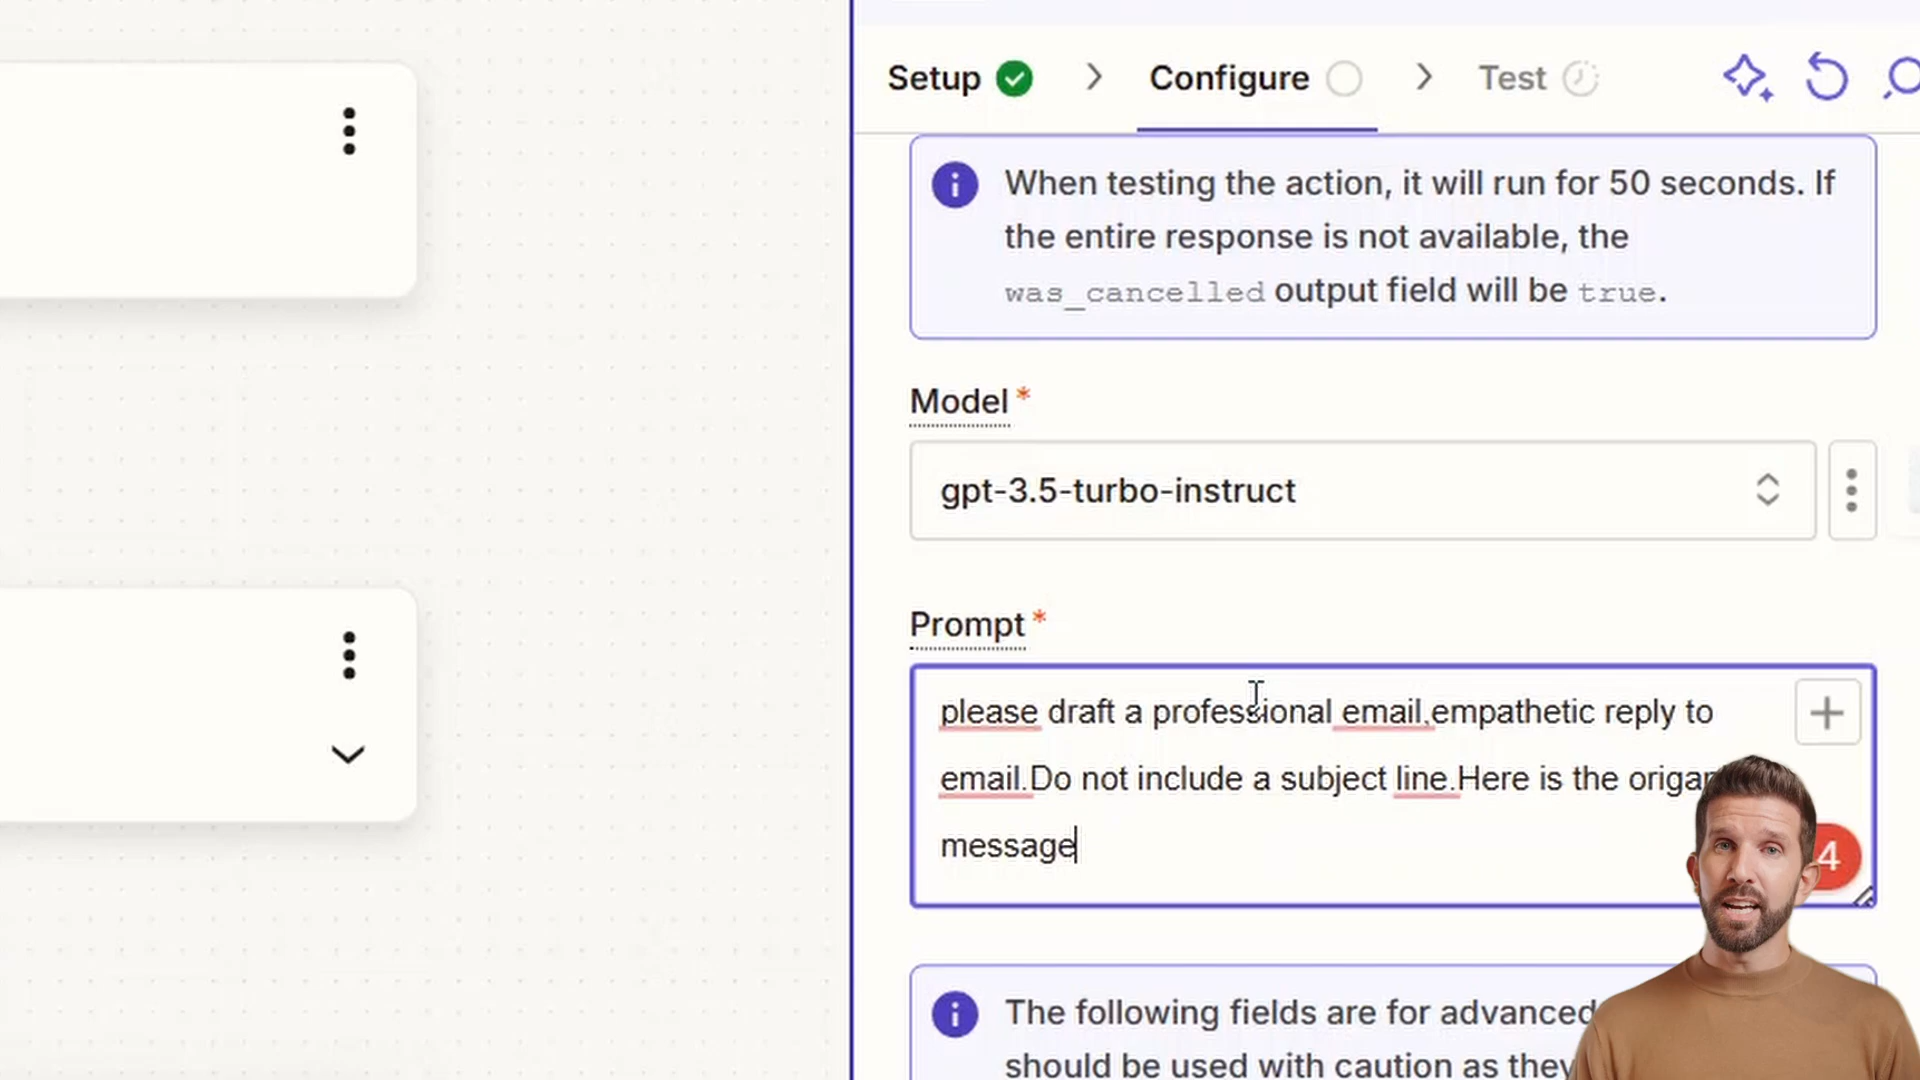 Setup
Configure
Test
When testing the action, it will run for 50 seconds. If
the entire response is not available, the
was_cancelled output field will be true.
Model *
gpt-3.5-turbo-instruct
Prompt *
please draft a professional email,empathetic reply to
email.Do not include a subject line.Here is the
message
4
The following fields are for advanced
should be used with caution as they